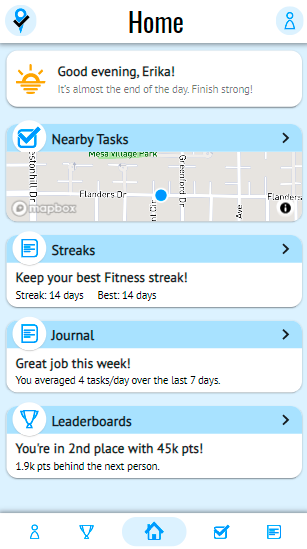 Home
Good evening, Erika!
It's almost the end of the day. Finish strong!
Nearby Tasks
Mesa Village Park
Flanders Dr
Flanders
Greenford Dr
Ave
mapbox
Streaks
Keep your best Fitness streak!
Streak: 14 days Best: 14 days
Journal
Great job this week!
You averaged 4 tasks/day over the last 7 days.
Leaderboards
You're in 2nd place with 45k pts!
1.9k pts behind the next person.